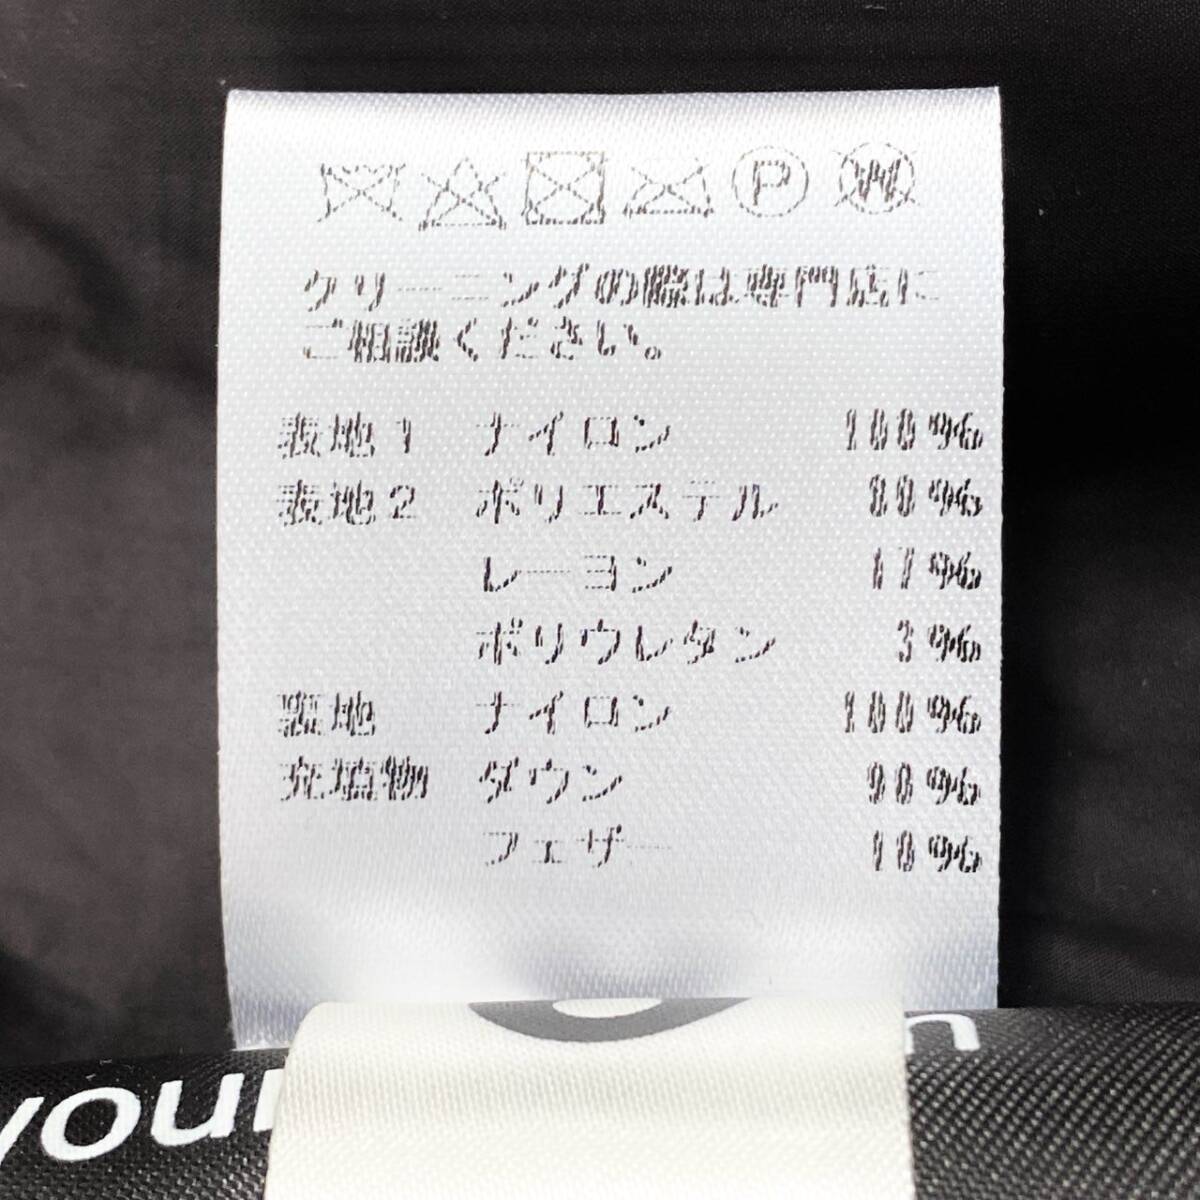 P W
クリーニングの際は専門店に
ご相談ください。
表地1 ナイロン 100%
表地2 ポリエステル 80%
レーヨン 17%
ポリウレタン 3%
裏地 ナイロン 100%
充填物 ダウン 90%
フェザー 10%